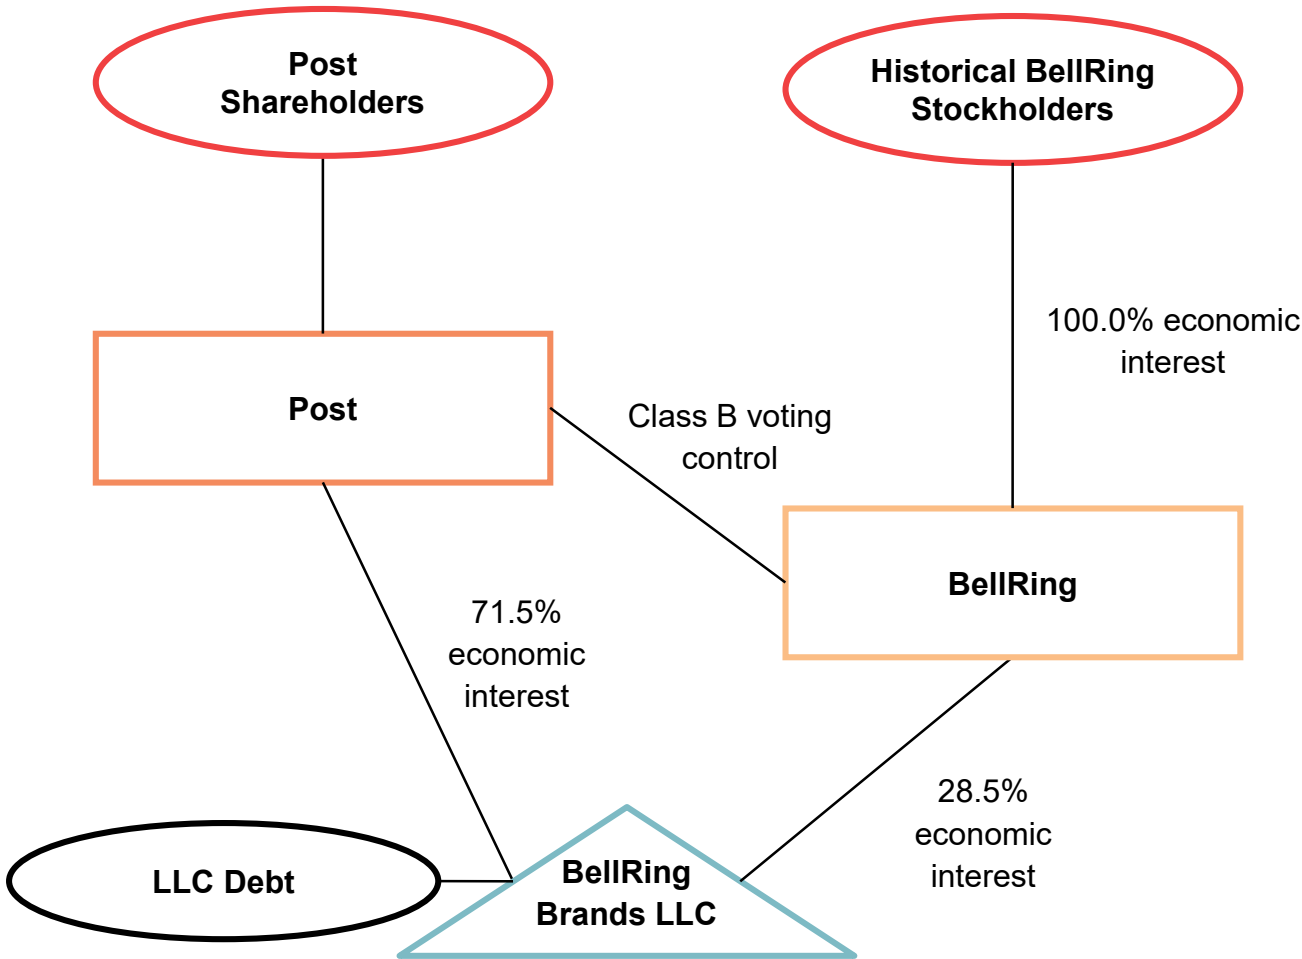 Post
Shareholders
Historical BellRing
Stockholders
100.0% economic
interest
Post
Class B voting
control
BellRing
71.5%
economic
interest
28.5%
economic
interest
LLC Debt
BellRing
Brands LLC